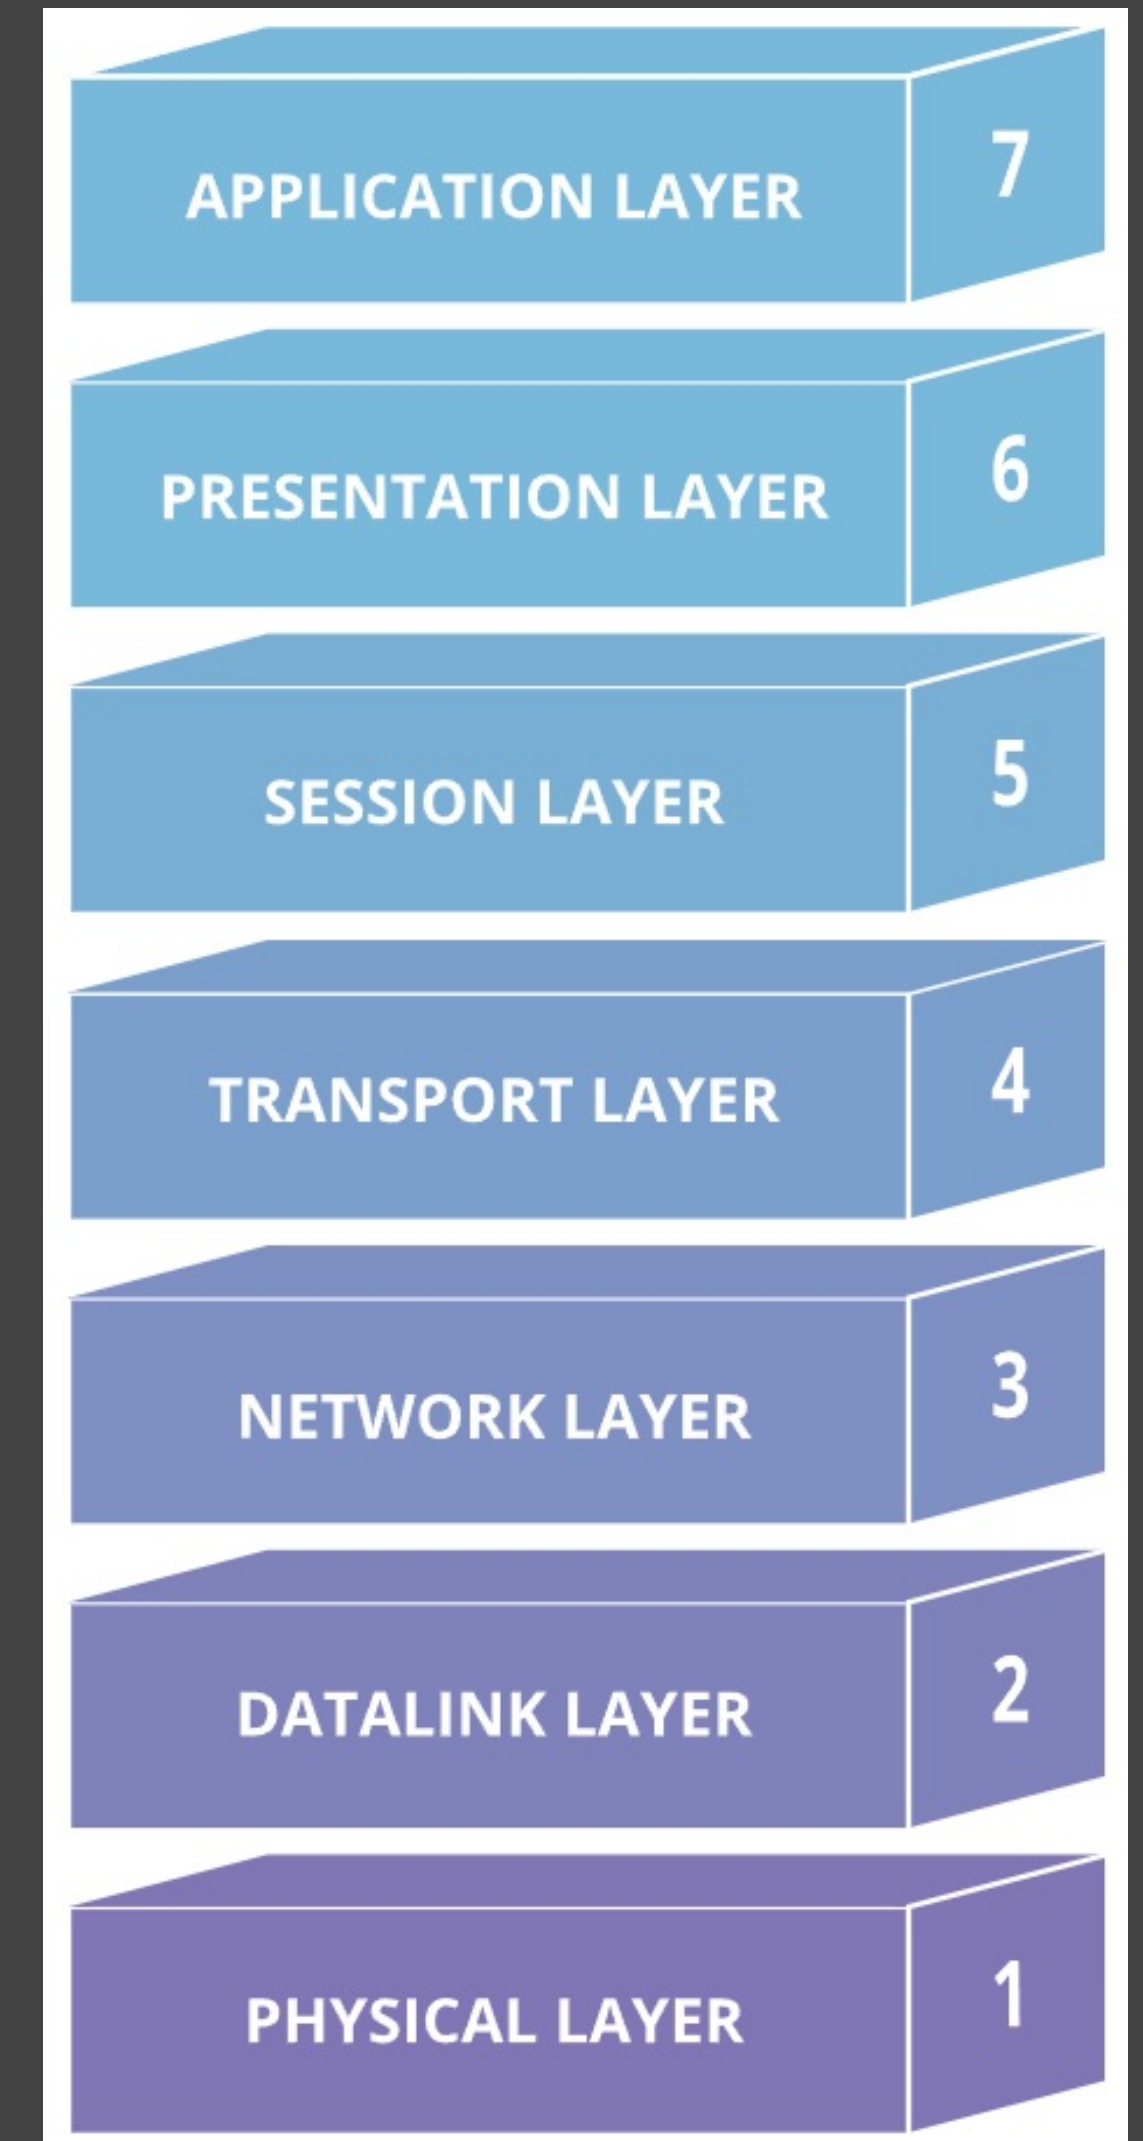 APPLICATION LAYER 7
PRESENTATION LAYER 6
SESSION LAYER 5
TRANSPORT LAYER 4
NETWORK LAYER 3
DATALINK LAYER 2
PHYSICAL LAYER 1